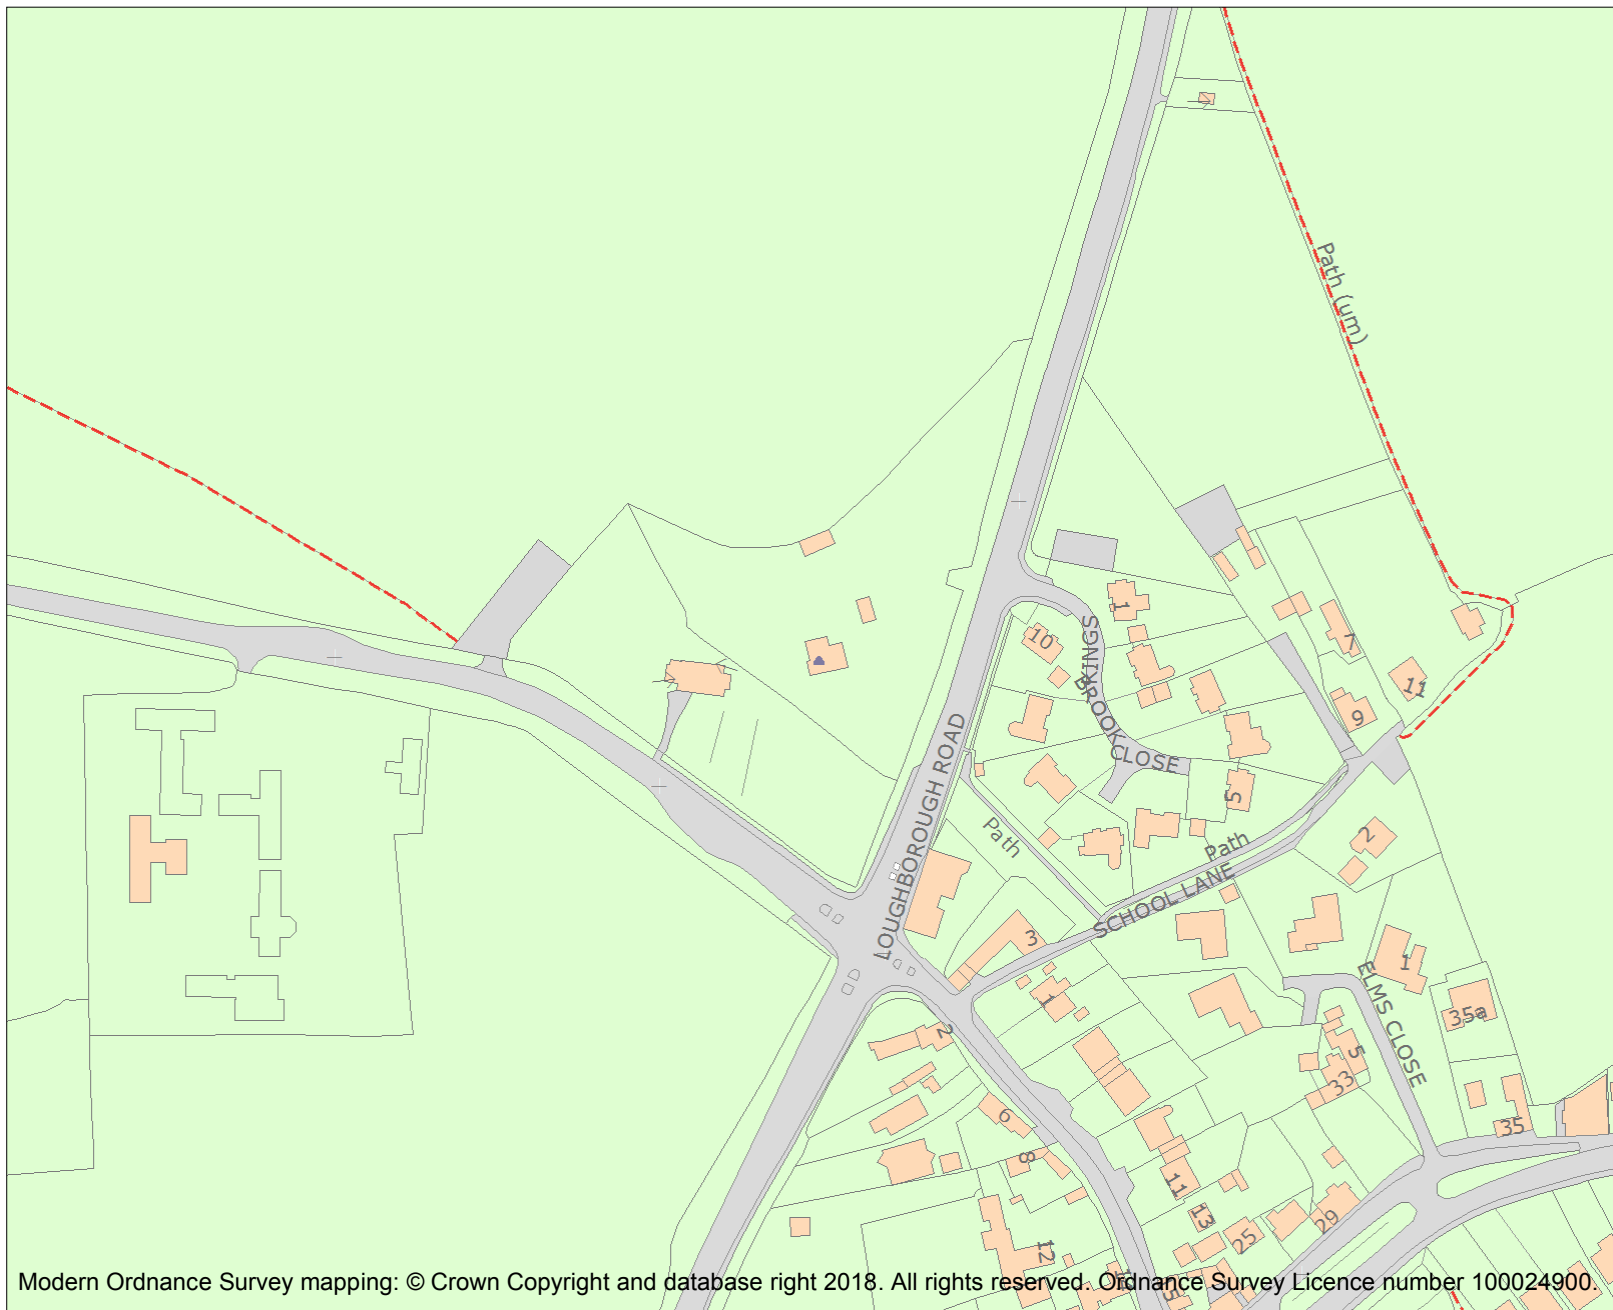 Path (um)
1
10
KINGS
BROOK
CLOSE
7
11
9
5
LOUGHBOROUGH ROAD
Path
Path
SCHOOL LANE
2
3
1
1
ELMS CLOSE
35a
2
5
33
6
35
8
11
13
25
29
12
Modern Ordnance Survey mapping: © Crown Copyright and database right 2018. All rights reserved. Ordnance Survey Licence number 100024900.